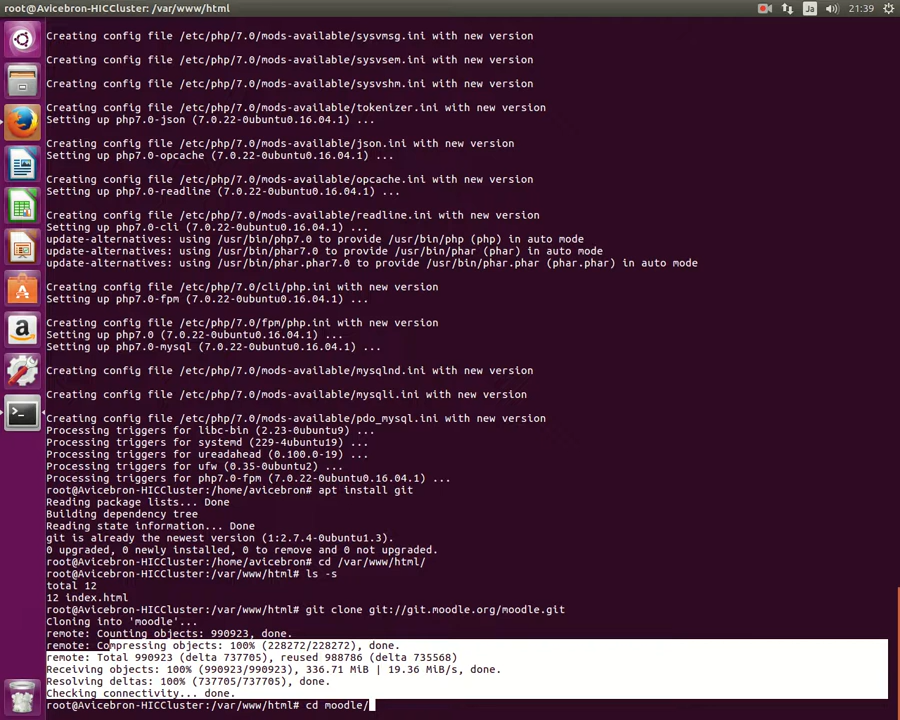 root@Avicebron-HICCluster: /var/www/html
Ja
21:39
Creating config file /etc/php/7.0/mods-available/sysvmsg.ini with new version
Creating config file /etc/php/7.0/mods-available/sysvsem.ini with new version
Creating config file /etc/php/7.0/mods-available/sysvshm.ini with new version
Creating config file /etc/php/7.0/mods-available/tokenizer.ini with new version
Setting up php7.0-json (7.0.22-0ubuntu0.16.04.1) ...
Creating config file /etc/php/7.0/mods-available/json.ini with new version
Setting up php7.0-opcache (7.0.22-0ubuntu0.16.04.1) ...
Creating config file /etc/php/7.0/mods-available/opcache.ini with new version
Setting up php7.0-readline (7.0.22-0ubuntu0.16.04.1) ...
Creating config file /etc/php/7.0/mods-available/readline.ini with new version
Setting up php7.0-cli (7.0.22-0ubuntu0.16.04.1) ...
update-alternatives: using /usr/bin/php7.0 to provide /usr/bin/php (php) in auto mode
update-alternatives: using /usr/bin/phar7.0 to provide /usr/bin/phar (phar) in auto mode
update-alternatives: using /usr/bin/phar.phar7.0 to provide /usr/bin/phar.phar (phar.phar) in auto mode
Creating config file /etc/php/7.0/cli/php.ini with new version
Setting up php7.0-fpm (7.0.22-0ubuntu0.16.04.1) ...
Creating config file /etc/php/7.0/fpm/php.ini with new version
Setting up php7.0 (7.0.22-0ubuntu0.16.04.1) ...
Setting up php7.0-mysql (7.0.22-0ubuntu0.16.04.1) ...
Creating config file /etc/php/7.0/mods-available/mysqlnd.ini with new version
Creating config file /etc/php/7.0/mods-available/mysqli.ini with new version
Creating config file /etc/php/7.0/mods-available/pdo_mysql.ini with new version
Processing triggers for libc-bin (2.23-0ubuntu9) ...
Processing triggers for systemd (229-4ubuntu19) ...
Processing triggers for ureadahead (0.100.0-19) ...
Processing triggers for ufw (0.35-0ubuntu2) ...
Processing triggers for php7.0-fpm (7.0.22-0ubuntu0.16.04.1) ...
root@Avicebron-HICCluster:/home/avicebron# apt install git
Reading package lists... Done
Building dependency tree
Reading state information... Done
git is already the newest version (1:2.7.4-0ubuntu1.3).
0 upgraded, 0 newly installed, 0 to remove and 0 not upgraded.
root@Avicebron-HICCluster:/home/avicebron# cd /var/www/html/
root@Avicebron-HICCluster:/var/www/html# ls -s
total 12
12 index.html
root@Avicebron-HICCluster:/var/www/html# git clone git://git.moodle.org/moodle.git
Cloning into 'moodle'...
remote: Counting objects: 990923, done.
remote: Compressing objects: 100% (228272/228272), done.
remote: Total 990923 (delta 737705), reused 988786 (delta 735568)
Receiving objects: 100% (990923/990923), 336.71 MiB | 19.36 MiB/s, done.
Resolving deltas: 100% (737705/737705), done.
Checking connectivity... done.
root@Avicebron-HICCluster:/var/www/html# cd moodle/